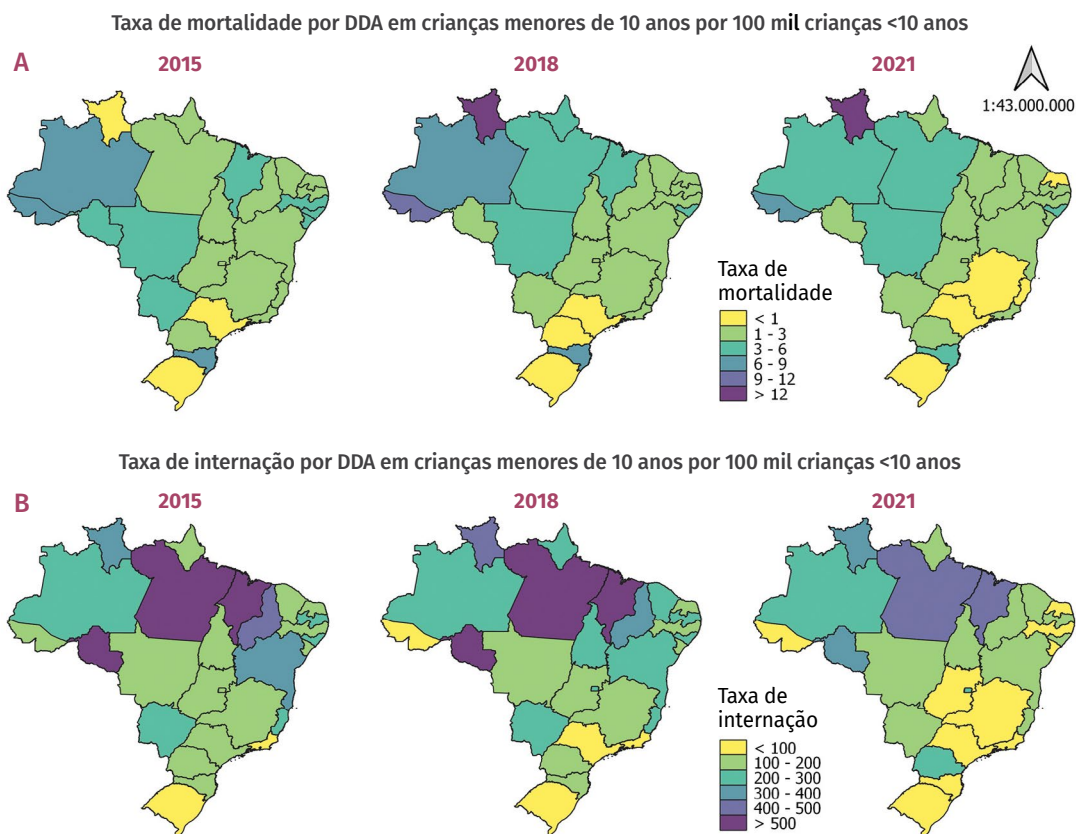 Taxa de mortalidade por DDA em crianças menores de 10 anos por 100 mil crianças <10 anos
A
2015
2018
2021
1:43.000.000
Taxa de
mortalidade
< 1
1 - 3
3 - 6
6 - 9
9 - 12
> 12
Taxa de internação por DDA em crianças menores de 10 anos por 100 mil crianças <10 anos
B
2015
2018
2021
Taxa de
internação
< 100
100 - 200
200 - 300
300 - 400
400 - 500
> 500